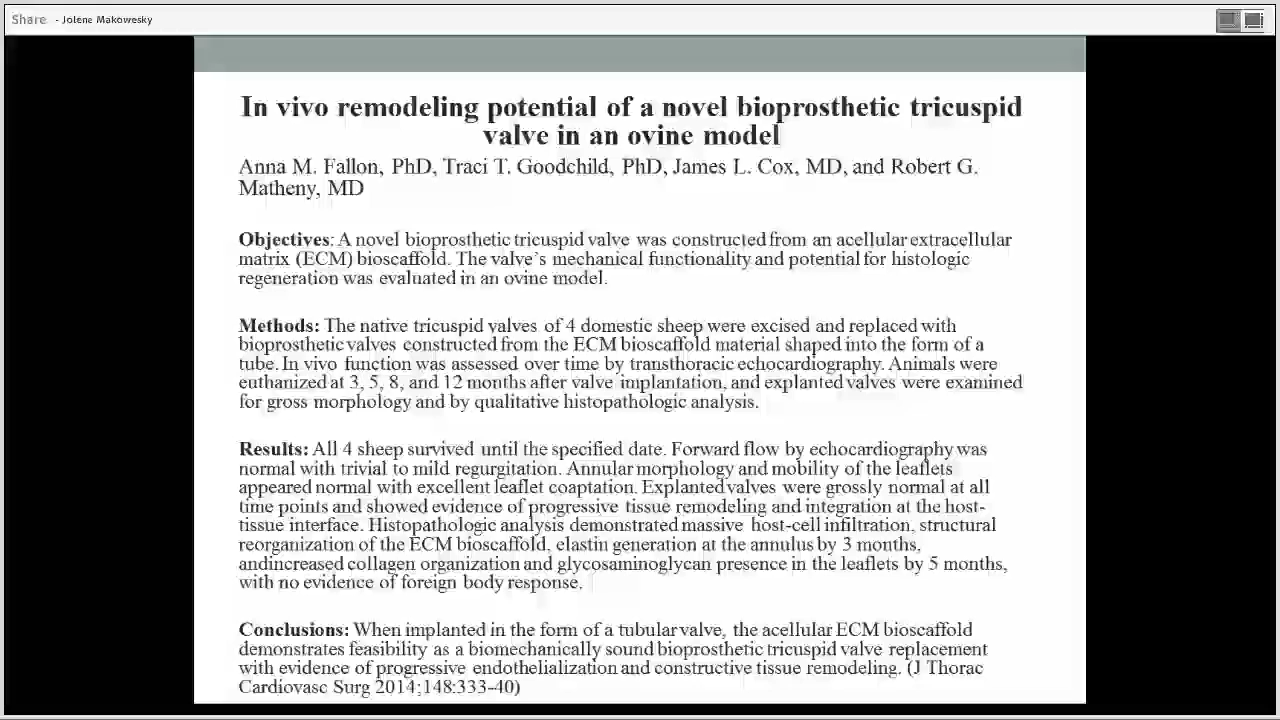 Share - Jolene Makowesky
In vivo remodeling potential of a novel bioprosthetic tricuspid
valve in an ovine model
Anna M. Fallon, PhD, Traci T. Goodchild, PhD, James L. Cox, MD, and Robert G.
Matheny, MD
Objectives: A novel bioprosthetic tricuspid valve was constructed from an acellular extracellular
matrix (ECM) bioscaffold. The valve's mechanical functionality and potential for histologic
regeneration was evaluated in an ovine model.
Methods: The native tricuspid valves of 4 domestic sheep were excised and replaced with
bioprosthetic valves constructed from the ECM bioscaffold material shaped into the form of a
tube. In vivo function was assessed over time by transthoracic echocardiography. Animals were
euthanized at 3, 5, 8, and 12 months after valve implantation, and explanted valves were examined
for gross morphology and by qualitative histopathologic analysis.
Results: All 4 sheep survived until the specified date. Forward flow by echocardiography was
normal with trivial to mild regurgitation. Annular morphology and mobility of the leaflets
appeared normal with excellent leaflet coaptation. Explanted valves were grossly normal at all
time points and showed evidence of progressive tissue remodeling and integration at the host-
tissue interface. Histopathologic analysis demonstrated massive host-cell infiltration, structural
reorganization of the ECM bioscaffold, elastin generation at the annulus by 3 months,
andincreased collagen organization and glycosaminoglycan presence in the leaflets by 5 months,
with no evidence of foreign body response.
Conclusions: When implanted in the form of a tubular valve, the acellular ECM bioscaffold
demonstrates feasibility as a biomechanically sound bioprosthetic tricuspid valve replacement
with evidence of progressive endothelialization and constructive tissue remodeling. (J Thorac
Cardiovasc Surg 2014;148:333-40)